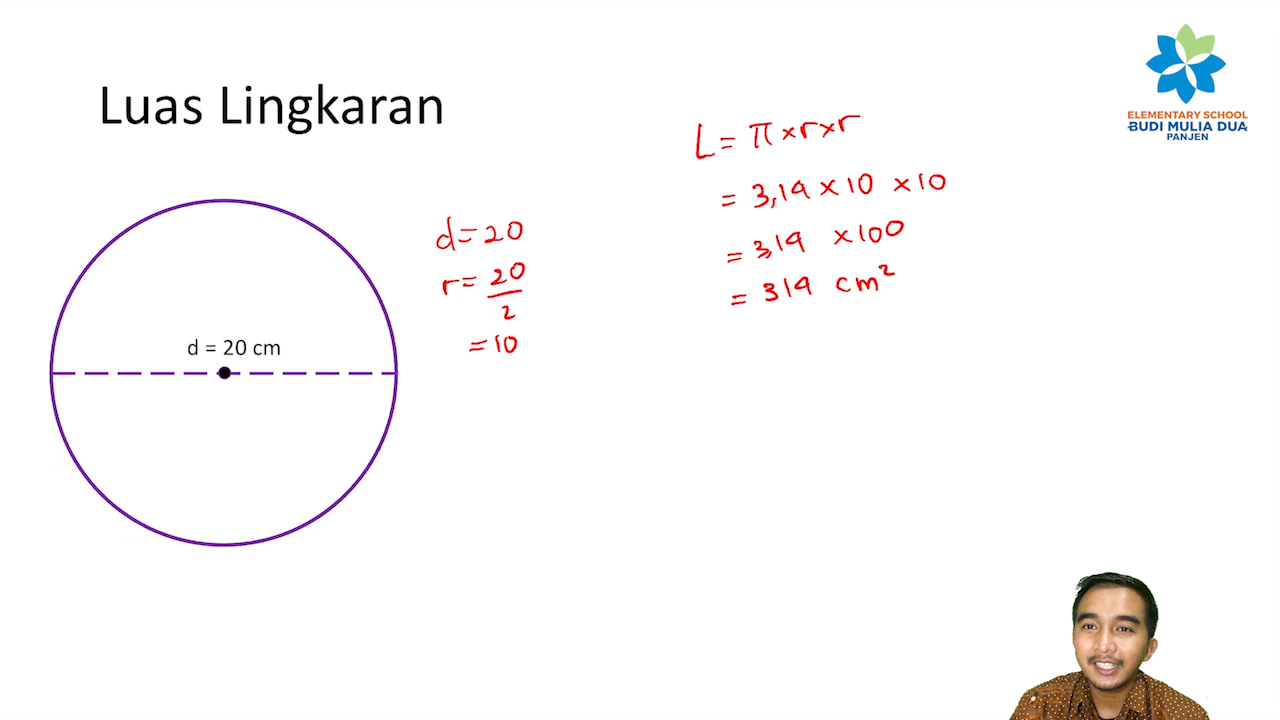 Luas Lingkaran
ELEMENTARY SCHOOL
BUDI MULIA DUA
PANJEN
d = 20 cm
d = 20
r = 20/2
= 10
L = π × r × r
= 3,14 × 10 × 10
= 3,14 × 100
= 314 cm²